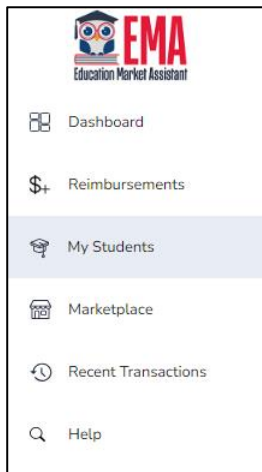 EMA
Education Market Assistant
Dashboard
$+ Reimbursements
My Students
Marketplace
Recent Transactions
Help